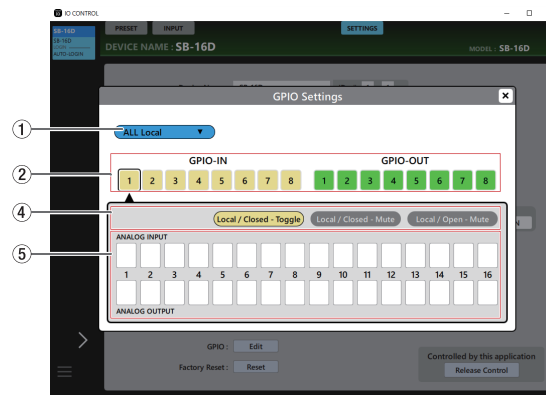 IO CONTROL
SB-16D
SB-16D
AUTO-LOGIN
PRESET INPUT SETTINGS
DEVICE NAME : SB-16D MODEL : SB-16D
GPIO Settings
1 ALL Local
GPIO-IN GPIO-OUT
2 1 2 3 4 5 6 7 8 1 2 3 4 5 6 7 8
4 Local / Closed - Toggle Local / Closed - Mute Local / Open - Mute
ANALOG INPUT
5
1 2 3 4 5 6 7 8 9 10 11 12 13 14 15 16
ANALOG OUTPUT
GPIO : Edit
Controlled by this application
Factory Reset : Reset Release Control